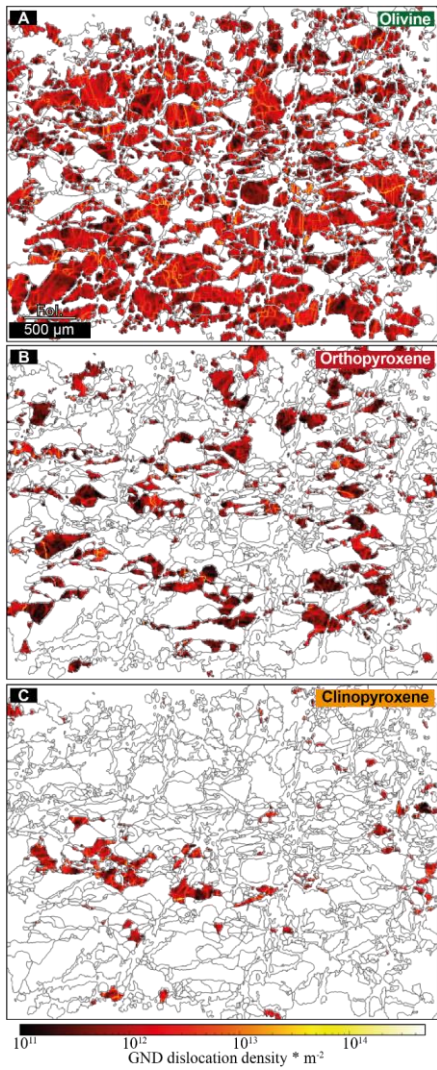 A
Olivine
Fol.
500 µm
B
Orthopyroxene
C
Clinopyroxene
10¹¹ 10¹² 10¹³ 10¹⁴
GND dislocation density * m⁻²